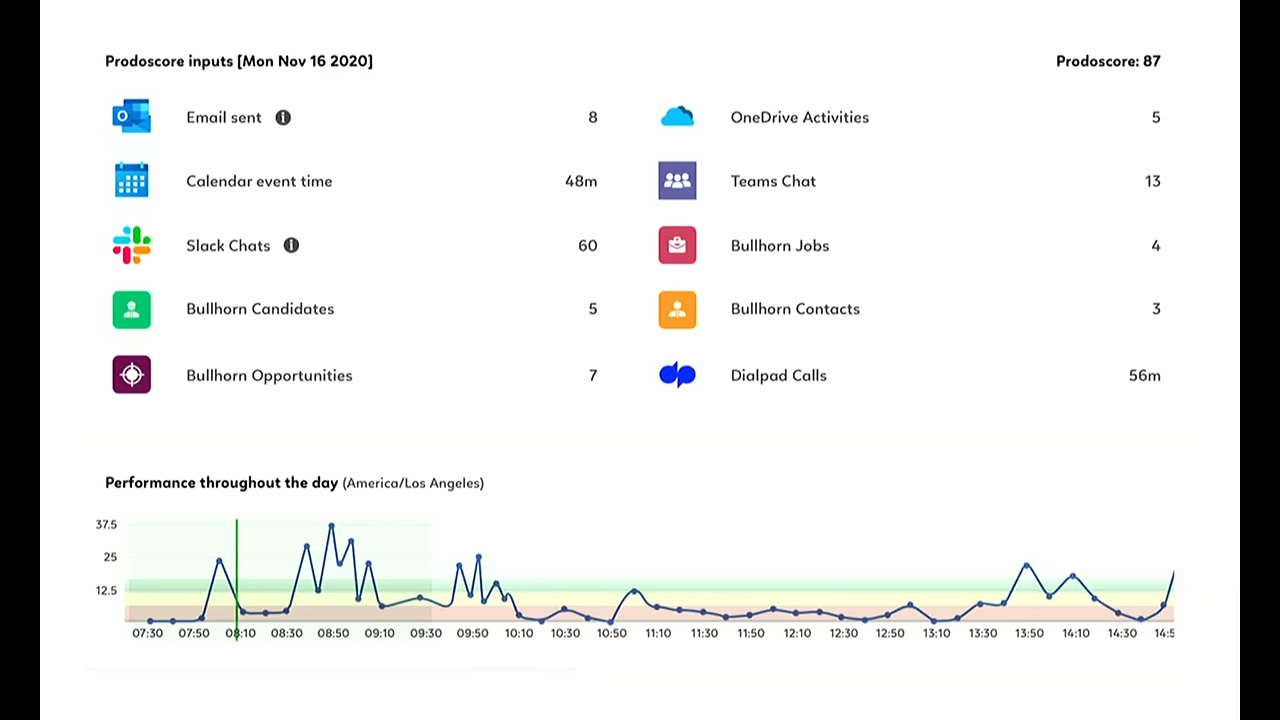 Prodoscore inputs [Mon Nov 16 2020]
Prodoscore: 87
Email sent 8
OneDrive Activities 5
Calendar event time 48m
Teams Chat 13
Slack Chats 60
Bullhorn Jobs 4
Bullhorn Candidates 5
Bullhorn Contacts 3
Bullhorn Opportunities 7
Dialpad Calls 56m
Performance throughout the day (America/Los Angeles)
37.5
25
12.5
07:30 07:50 08:10 08:30 08:50 09:10 09:30 09:50 10:10 10:30 10:50 11:10 11:30 11:50 12:10 12:30 12:50 13:10 13:30 13:50 14:10 14:30 14:5